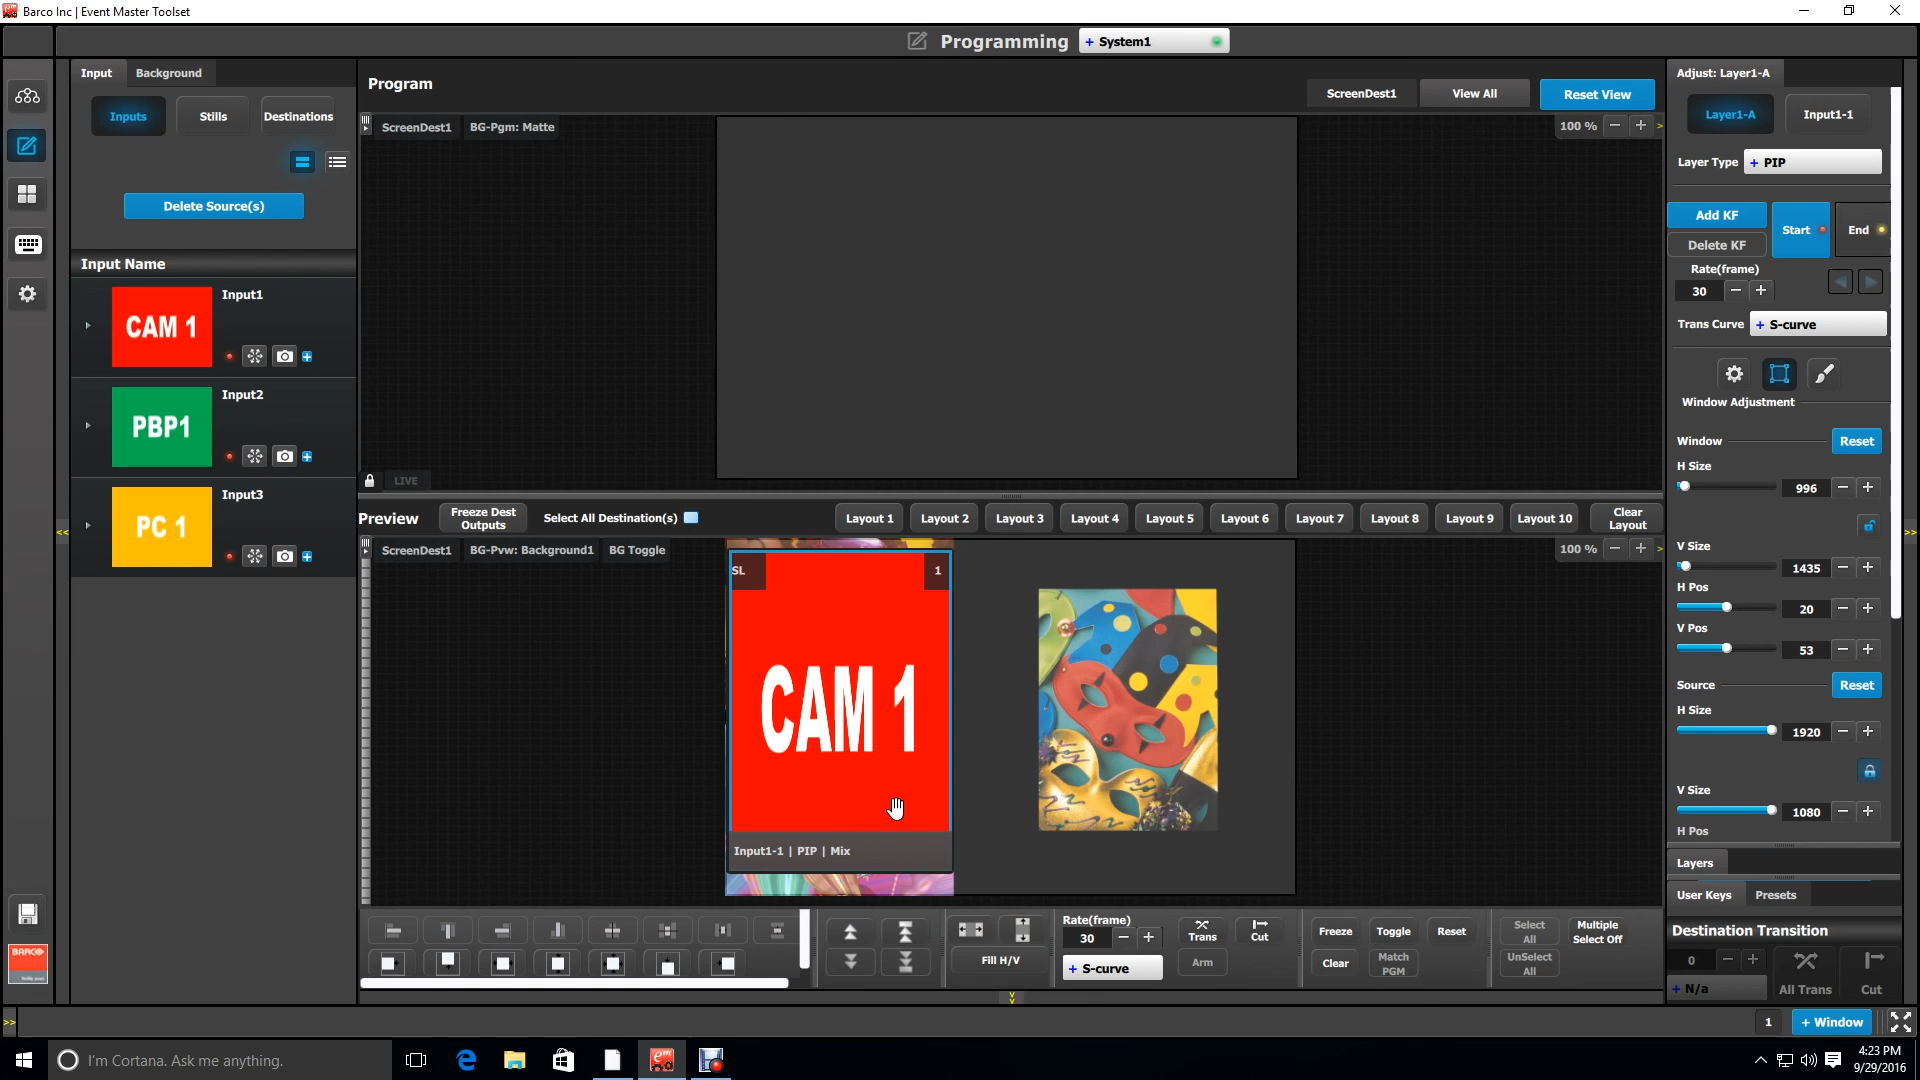 Barco Inc | Event Master Toolset
Programming
+ System1
Input
Background
Inputs
Stills
Destinations
Delete Source(s)
Input Name
CAM 1
Input1
PBP1
Input2
PC 1
Input3
Program
ScreenDest1
View All
Reset View
ScreenDest1
BG-Pgm: Matte
100 %
LIVE
Preview
Freeze Dest
Outputs
Select All Destination(s)
Layout 1
Layout 2
Layout 3
Layout 4
Layout 5
Layout 6
Layout 7
Layout 8
Layout 9
Layout 10
Clear
Layout
ScreenDest1
BG-Pvw: Background1
BG Toggle
100 %
SL
1
CAM 1
Input1-1 | PIP | Mix
Fill H/V
Rate(frame)
30
+ S-curve
Trans
Cut
Arm
Freeze
Toggle
Reset
Clear
Match
PGM
Select
All
Multiple
Select Off
UnSelect
All
Adjust: Layer1-A
Layer1-A
Input1-1
Layer Type
+ PIP
Add KF
Delete KF
Start
End
Rate(frame)
30
Trans Curve
+ S-curve
Window Adjustment
Window
Reset
H Size
996
V Size
1435
H Pos
20
V Pos
53
Source
Reset
H Size
1920
V Size
1080
H Pos
Layers
User Keys
Presets
Destination Transition
0
+ N/a
All Trans
Cut
BARCO
1
+ Window
I'm Cortana. Ask me anything.
4:23 PM
9/29/2016